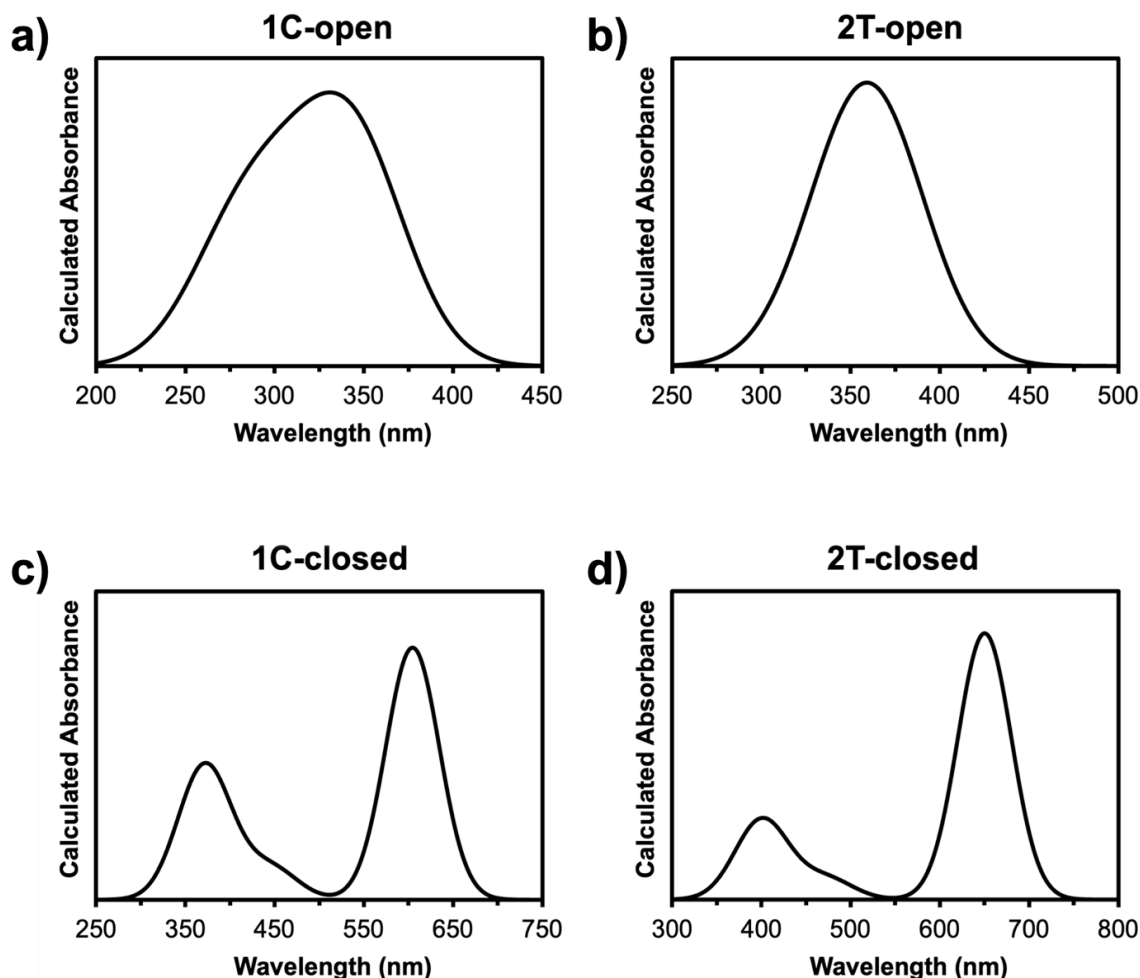 a)
1C-open
Calculated Absorbance
200 250 300 350 400 450
Wavelength (nm)
b)
2T-open
Calculated Absorbance
250 300 350 400 450 500
Wavelength (nm)
c)
1C-closed
Calculated Absorbance
250 350 450 550 650 750
Wavelength (nm)
d)
2T-closed
Calculated Absorbance
300 400 500 600 700 800
Wavelength (nm)